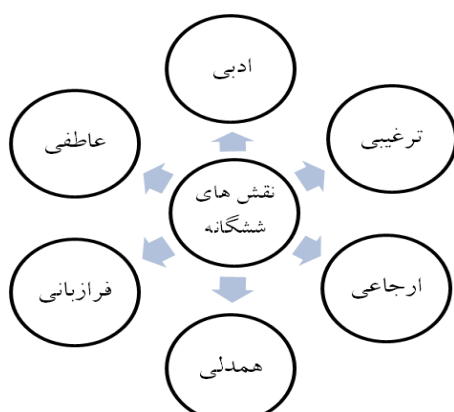 ادبی
ترغیبی
عاطفی
نقش های
ششگانه
ارجاعی
فرازبانی
همدلی